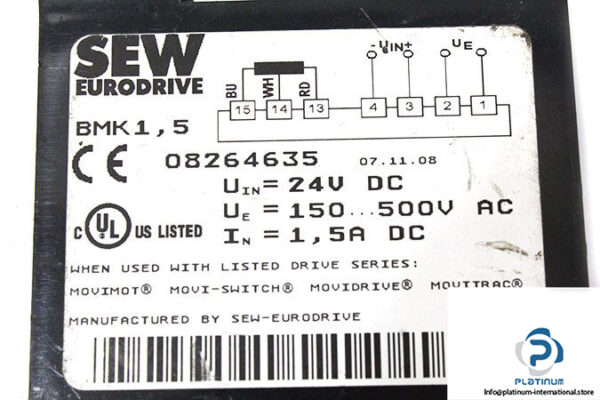 SEW
EURODRIVE
BMK1,5
-UIN+ UE
BU WH RD
15 14 13 4 3 2 1
CE 08264635 07.11.08
UIN = 24V DC
UE = 150...500V AC
IN = 1,5A DC
C UL US LISTED
WHEN USED WITH LISTED DRIVE SERIES:
MOVIMOT® MOVI-SWITCH® MOVIDRIVE® MOVITRAC®
MANUFACTURED BY SEW-EURODRIVE
PLATINUM
Info@platinum-international.store